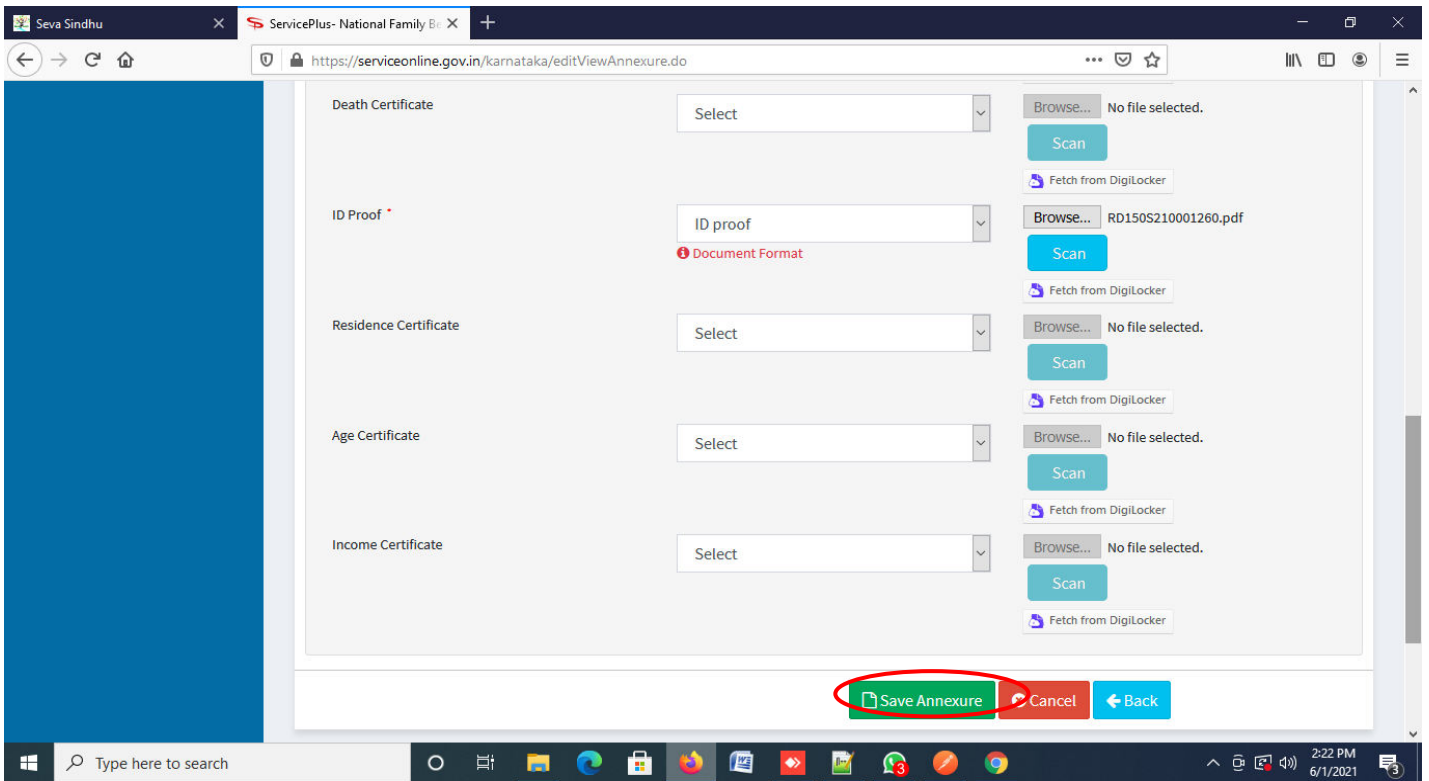 Seva Sindhu
ServicePlus- National Family Be
https://serviceonline.gov.in/karnataka/editViewAnnexure.do
Death Certificate
Select
Browse... No file selected.
Scan
Fetch from DigiLocker
ID Proof *
ID proof
Browse... RD150S210001260.pdf
Document Format
Scan
Fetch from DigiLocker
Residence Certificate
Select
Browse... No file selected.
Scan
Fetch from DigiLocker
Age Certificate
Select
Browse... No file selected.
Scan
Fetch from DigiLocker
Income Certificate
Select
Browse... No file selected.
Scan
Fetch from DigiLocker
Save Annexure Cancel Back
Type here to search
3
2:22 PM
6/1/2021
3